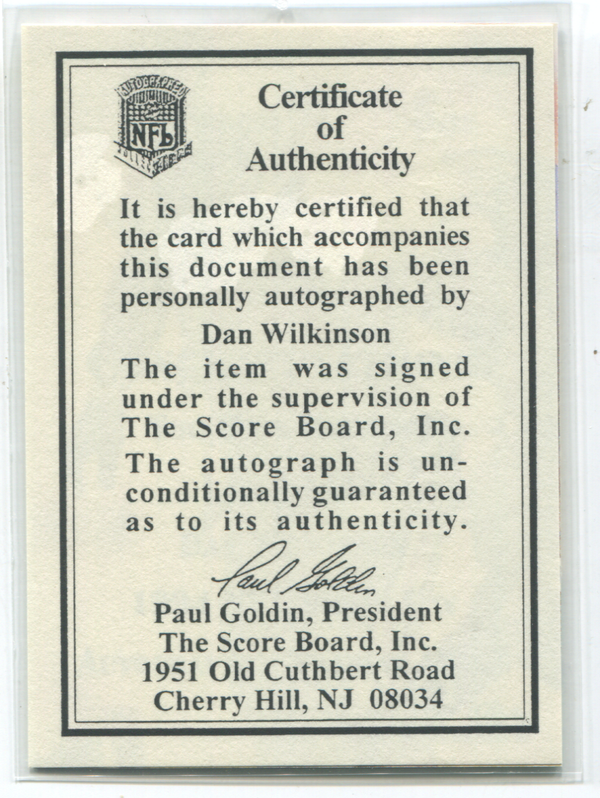 AUTOGRAPHED
NFL
Certificate
of
Authenticity
It is hereby certified that
the card which accompanies
this document has been
personally autographed by
Dan Wilkinson
The item was signed
under the supervision of
The Score Board, Inc.
The autograph is un-
conditionally guaranteed
as to its authenticity.
Paul Goldin
Paul Goldin, President
The Score Board, Inc.
1951 Old Cuthbert Road
Cherry Hill, NJ 08034